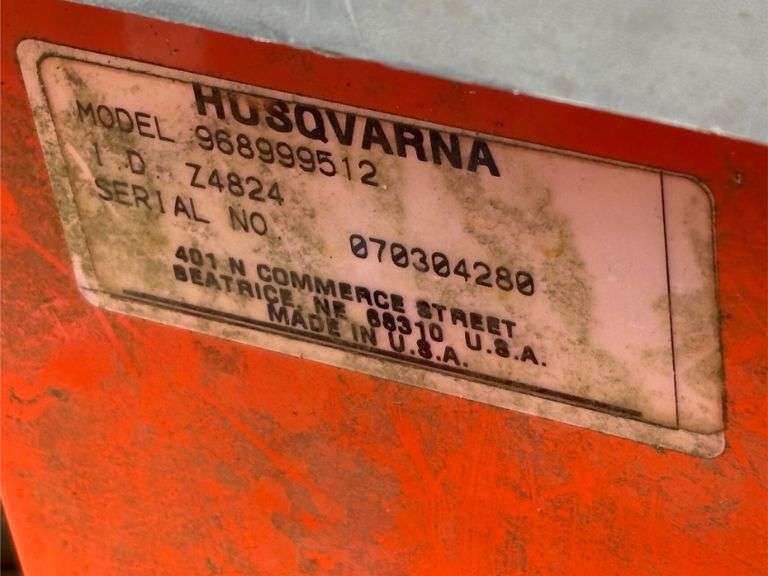 HUSQVARNA
MODEL 968999512
I D Z4824
SERIAL NO. 070304280
401 N COMMERCE STREET
BEATRICE, NE 68310 U.S.A.
MADE IN U.S.A.